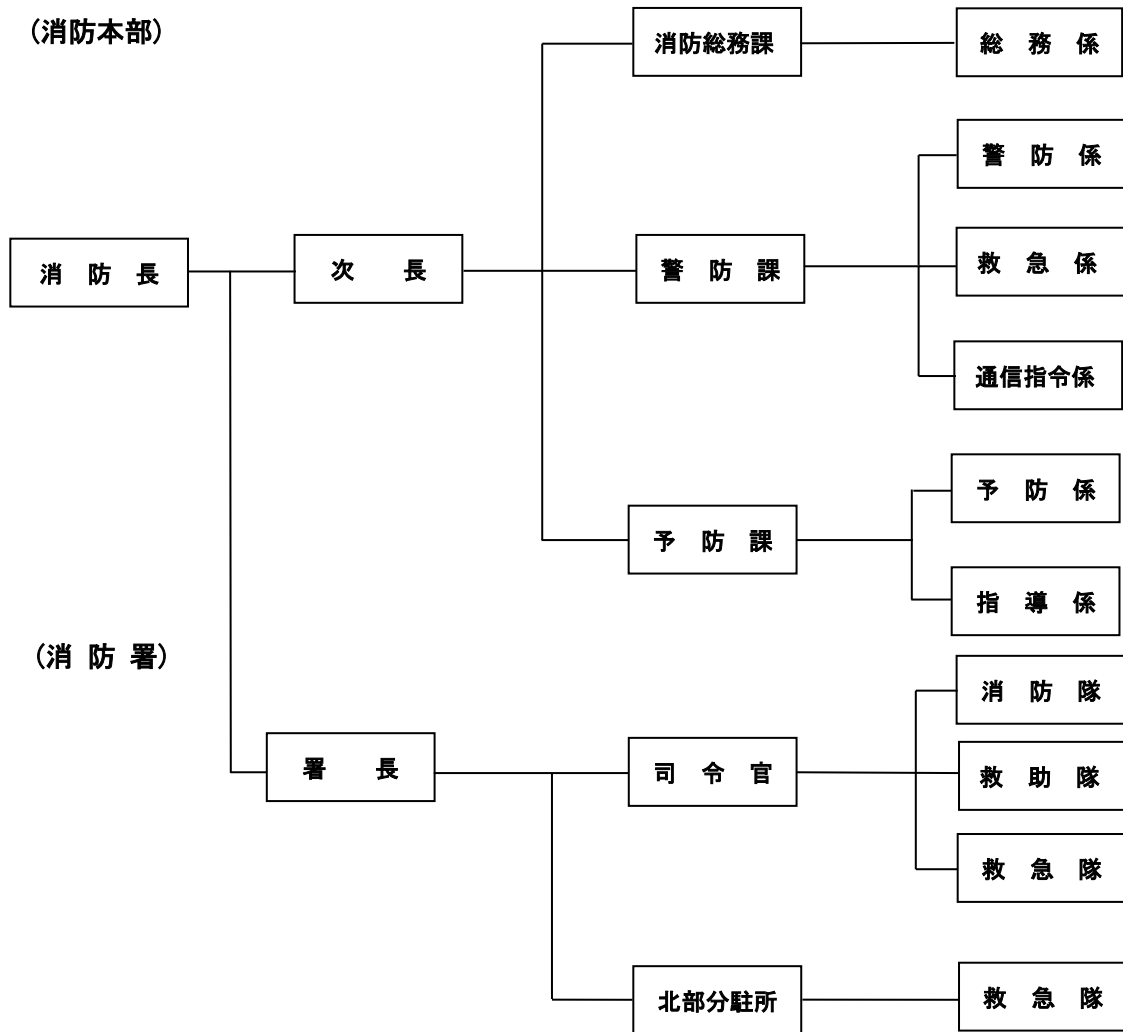 (消防本部)
消防総務課
総務係
警防係
消防長
次長
警防課
救急係
通信指令係
予防係
予防課
指導係
(消防署)
消防隊
署長
司令官
救助隊
救急隊
北部分駐所
救急隊